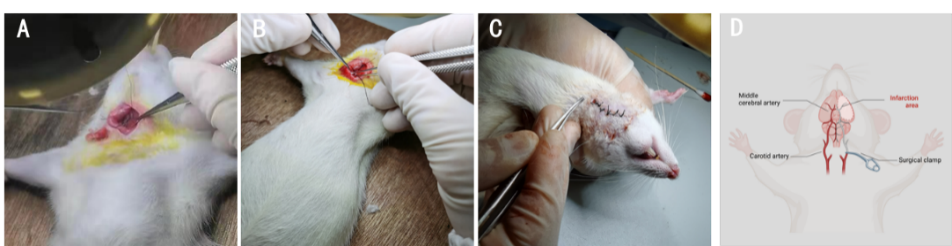 A
B
C
D
Middle
cerebral artery
Infarction
area
Carotid artery
Surgical clamp